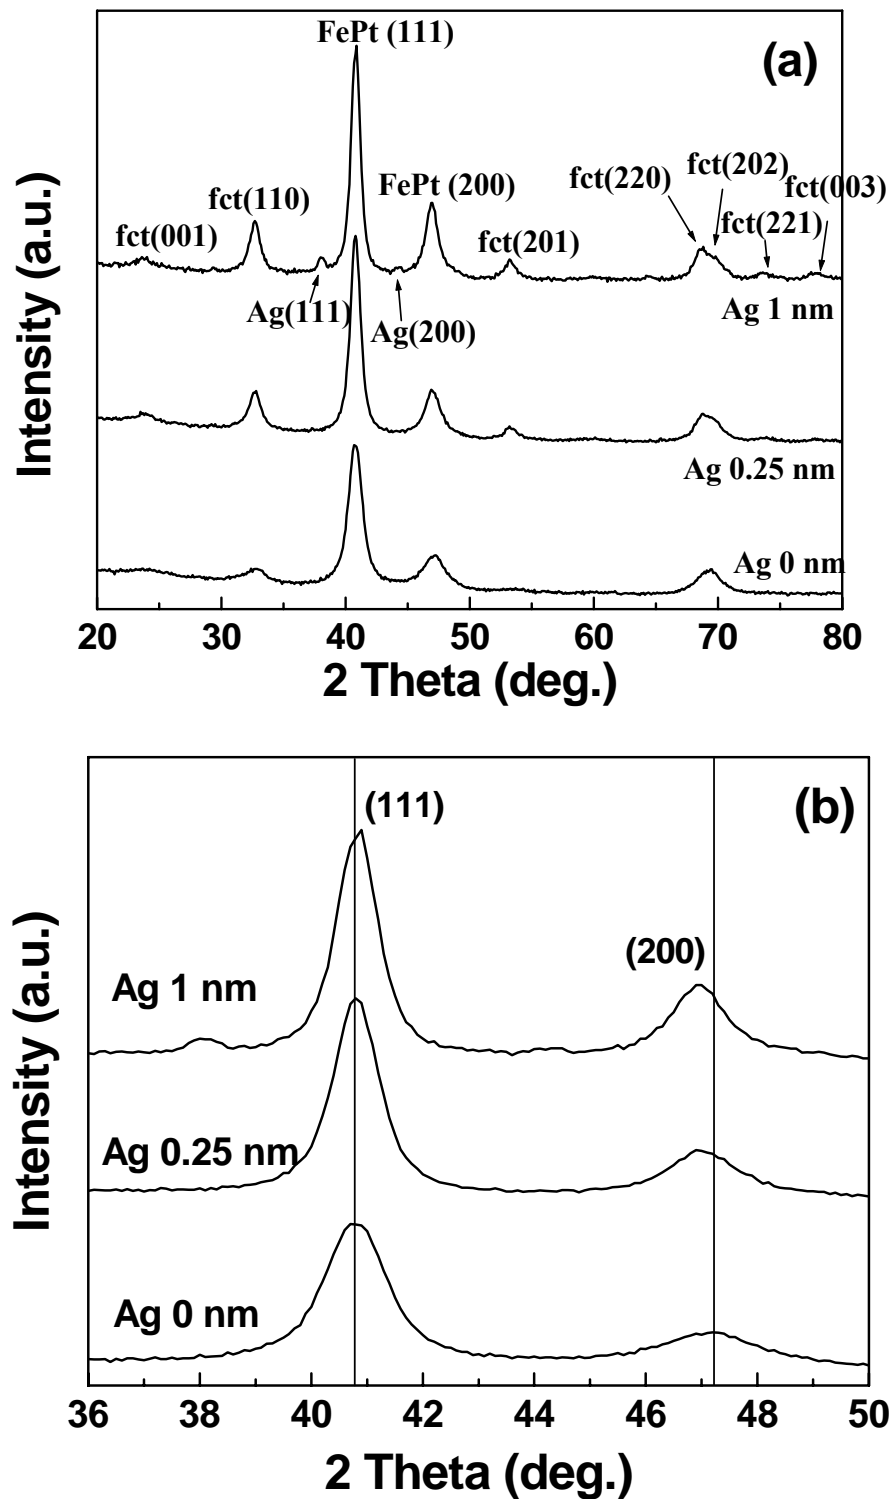 FePt (111)
(a)
fct(202)
fct(220)
fct(003)
fct(110)
FePt (200)
fct(221)
fct(001)
fct(201)
Ag(111)
Ag(200)
Ag 1 nm
Ag 0.25 nm
Ag 0 nm
Intensity (a.u.)
20 30 40 50 60 70 80
2 Theta (deg.)
(b)
(111)
(200)
Ag 1 nm
Ag 0.25 nm
Ag 0 nm
Intensity (a.u.)
36 38 40 42 44 46 48 50
2 Theta (deg.)